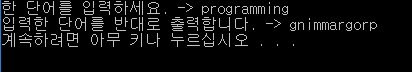 한 단어를 입력하세요. -> programming
입력한 단어를 반대로 출력합니다. -> gnimmargorp
계속하려면 아무 키나 누르십시오 . . .